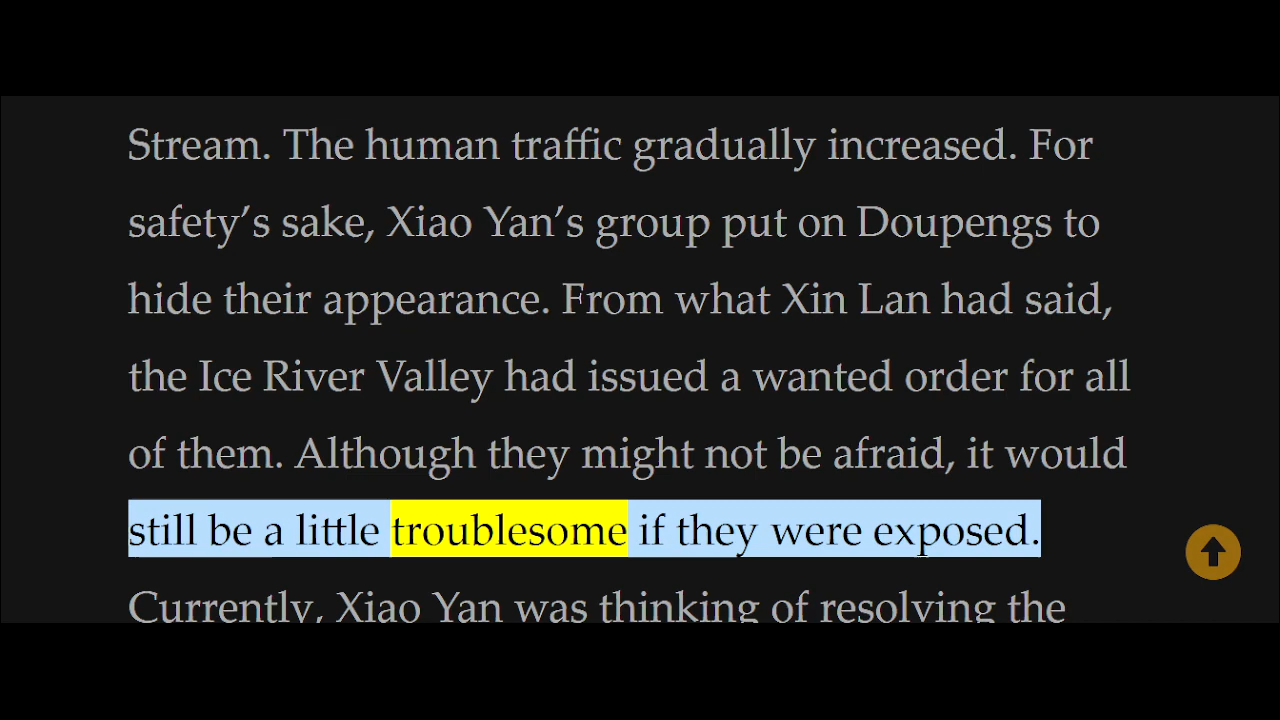 Stream. The human traffic gradually increased. For
safety’s sake, Xiao Yan’s group put on Doupengs to
hide their appearance. From what Xin Lan had said,
the Ice River Valley had issued a wanted order for all
of them. Although they might not be afraid, it would
still be a little troublesome if they were exposed.
Currently, Xiao Yan was thinking of resolving the